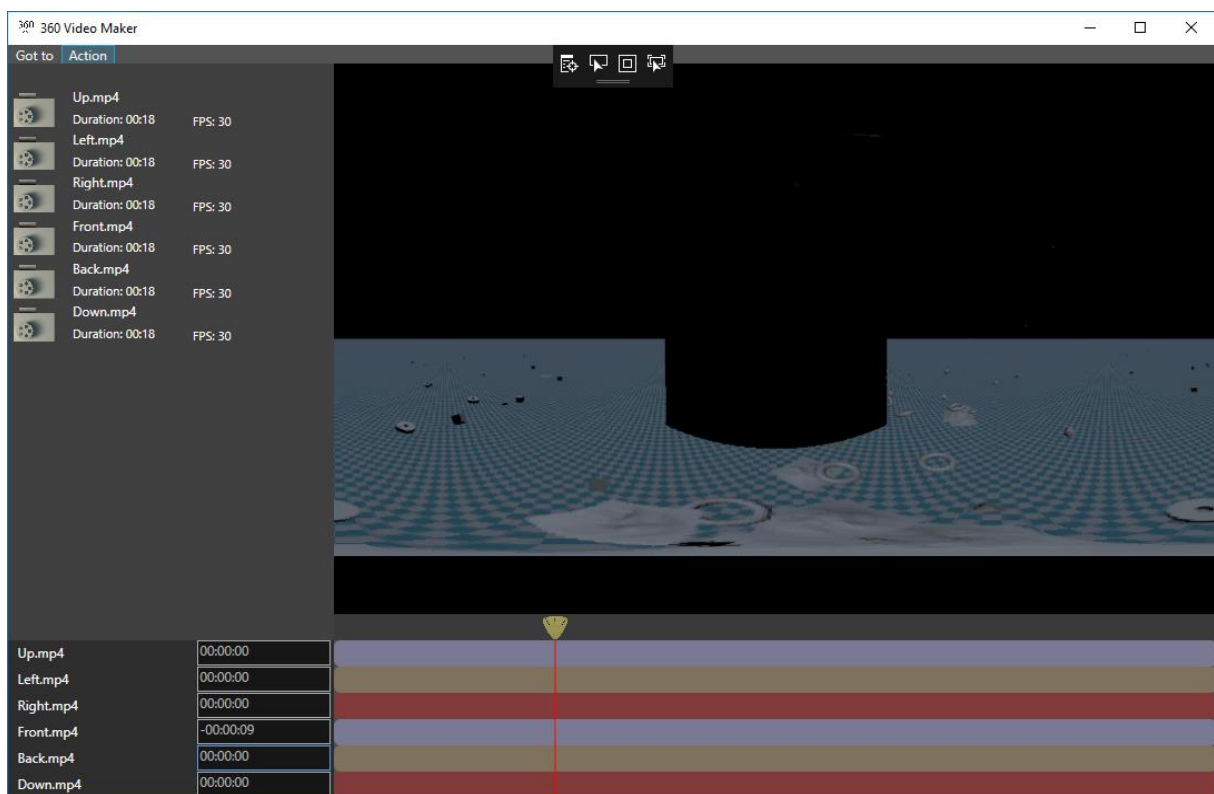 360 360 Video Maker
Got to Action
Up.mp4
Duration: 00:18 FPS: 30
Left.mp4
Duration: 00:18 FPS: 30
Right.mp4
Duration: 00:18 FPS: 30
Front.mp4
Duration: 00:18 FPS: 30
Back.mp4
Duration: 00:18 FPS: 30
Down.mp4
Duration: 00:18 FPS: 30
Up.mp4 00:00:00
Left.mp4 00:00:00
Right.mp4 00:00:00
Front.mp4 -00:00:09
Back.mp4 00:00:00
Down.mp4 00:00:00